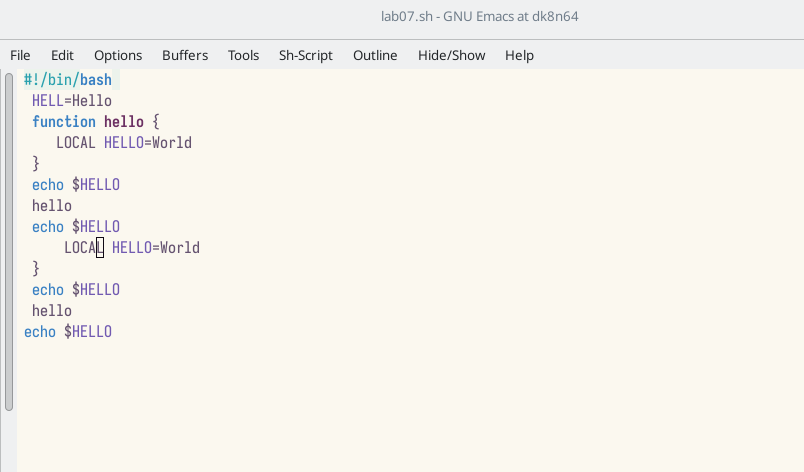 lab07.sh - GNU Emacs at dk8n64
File Edit Options Buffers Tools Sh-Script Outline Hide/Show Help
#!/bin/bash
HELL=Hello
function hello {
LOCAL HELLO=World
}
echo $HELLO
hello
echo $HELLO
LOCAL HELLO=World
}
echo $HELLO
hello
echo $HELLO